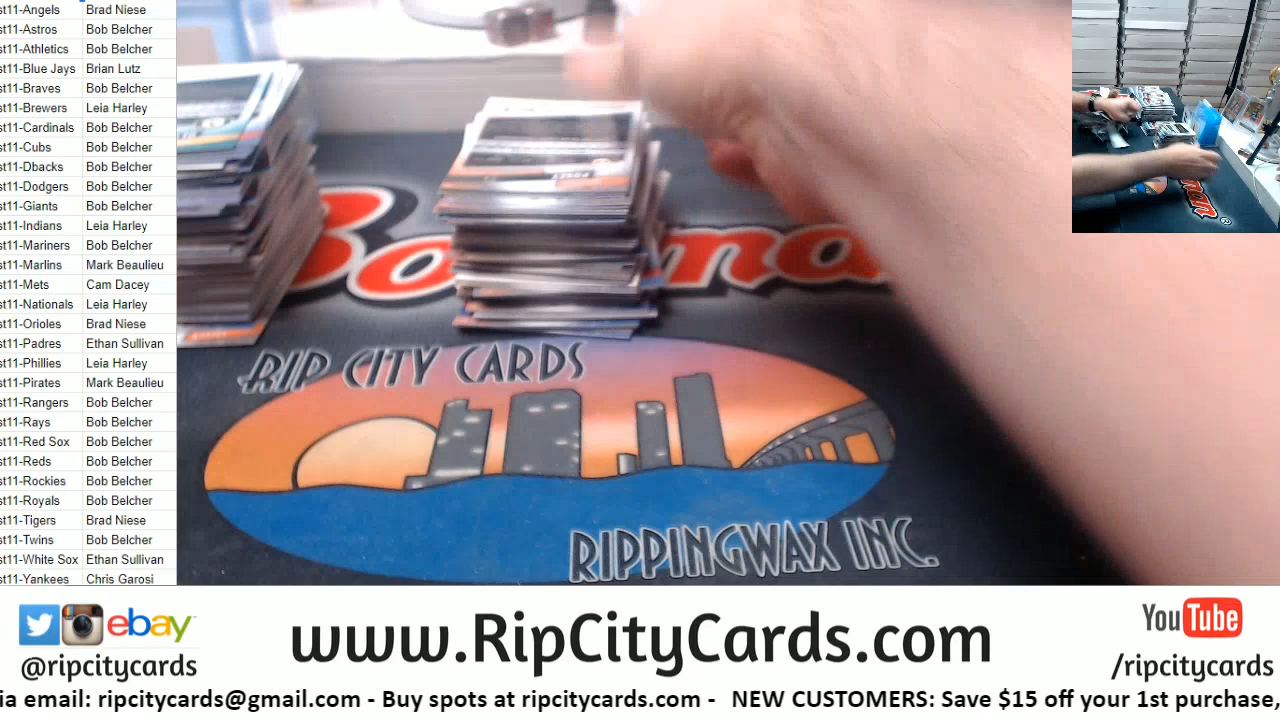 st11-Angels Brad Niese
st11-Astros Bob Belcher
st11-Athletics Bob Belcher
st11-Blue Jays Brian Lutz
st11-Braves Bob Belcher
st11-Brewers Leia Harley
st11-Cardinals Bob Belcher
st11-Cubs Bob Belcher
st11-Dbacks Bob Belcher
st11-Dodgers Bob Belcher
st11-Giants Bob Belcher
st11-Indians Leia Harley
st11-Mariners Bob Belcher
st11-Marlins Mark Beaulieu
st11-Mets Cam Dacey
st11-Nationals Leia Harley
st11-Orioles Brad Niese
st11-Padres Ethan Sullivan
st11-Phillies Leia Harley
st11-Pirates Mark Beaulieu
st11-Rangers Bob Belcher
st11-Rays Bob Belcher
st11-Red Sox Bob Belcher
st11-Reds Bob Belcher
st11-Rockies Bob Belcher
st11-Royals Bob Belcher
st11-Tigers Brad Niese
st11-Twins Bob Belcher
st11-White Sox Ethan Sullivan
st11-Yankees Chris Garosi
RIP CITY CARDS
RIPPINGWAX INC.
ebay
@ripcitycards
www.RipCityCards.com
YouTube
/ripcitycards
ia email: ripcitycards@gmail.com - Buy spots at ripcitycards.com - NEW CUSTOMERS: Save $15 off your 1st purchase,